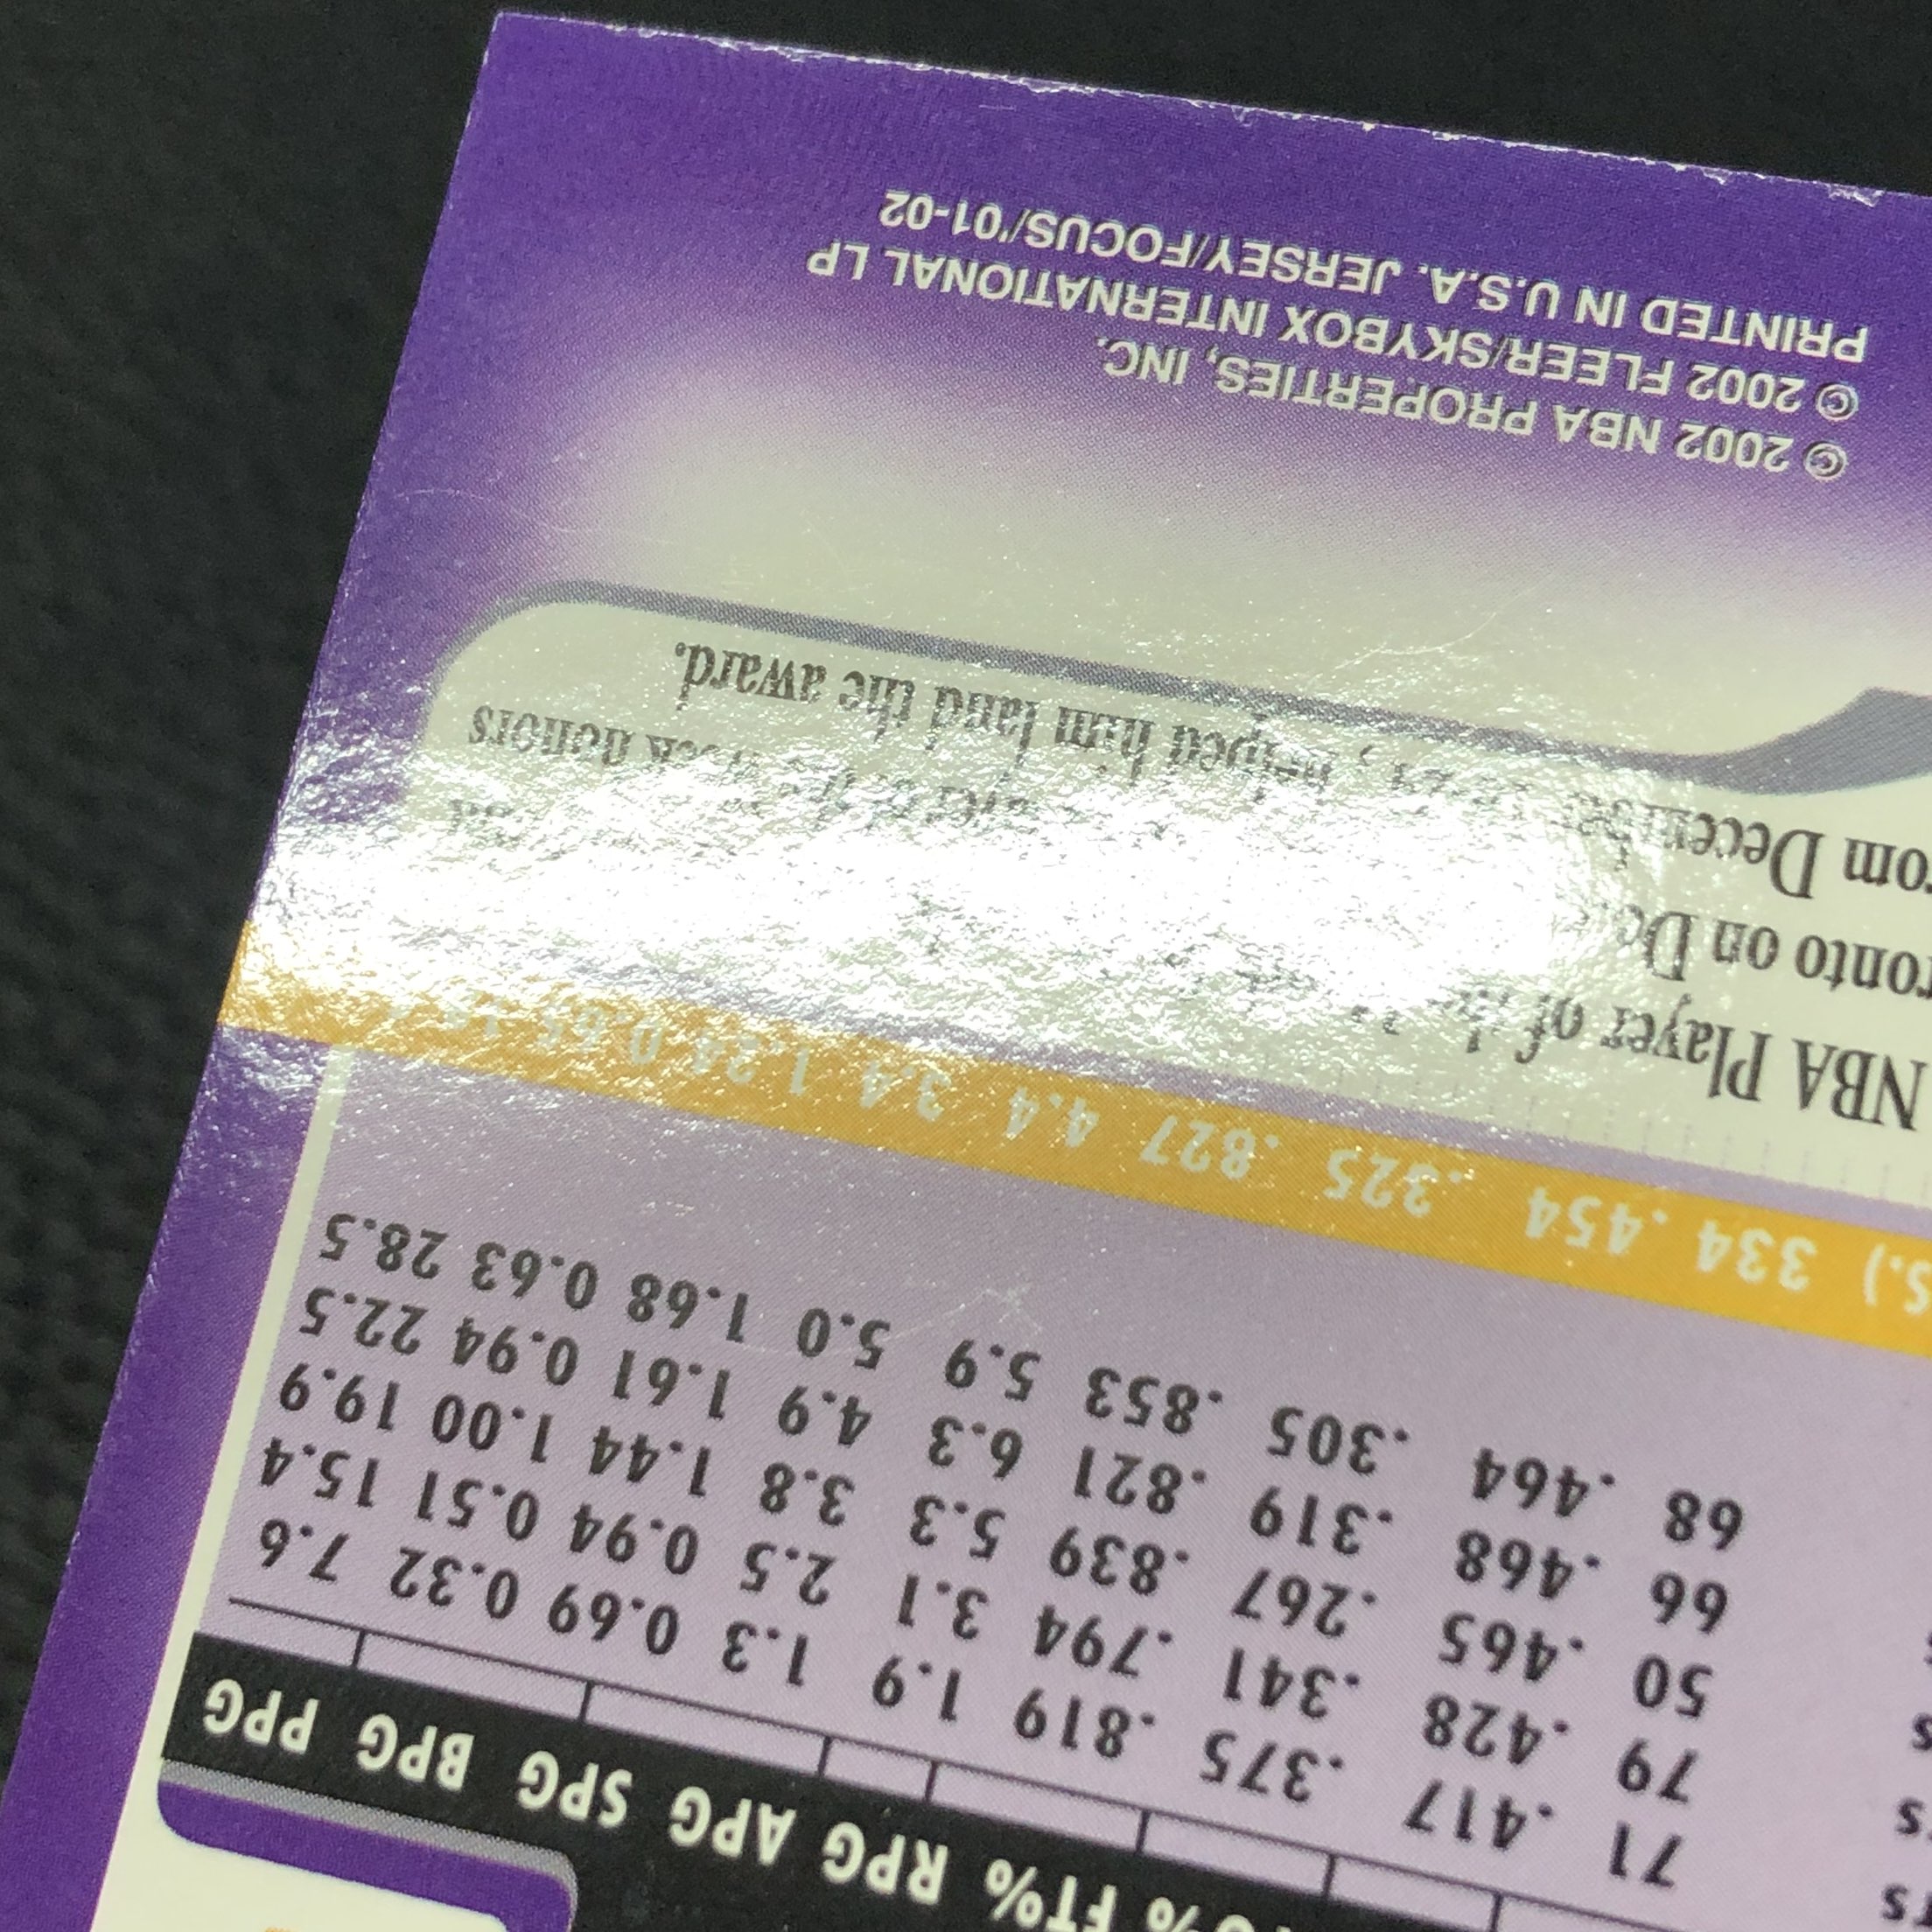 % FT% RPG APG SPG BPG PPG
71 .417 .375 .819 1.9 1.3 0.69 0.32 7.6
79 .428 .341 .794 3.1 2.5 0.94 0.51 15.4
50 .465 .267 .839 5.3 3.8 1.44 1.00 19.9
66 .468 .319 .821 6.3 4.9 1.61 0.94 22.5
68 .464 .305 .853 5.9 5.0 1.68 0.63 28.5
s.) 334 .454 .325 .827 4.4 3.4 1.24 0.65
NBA Player of the
ronto on
honors
rom December helped him land the award.
© 2002 NBA PROPERTIES, INC.
© 2002 FLEER/SKYBOX INTERNATIONAL LP
PRINTED IN U.S.A. JERSEY/FOCUS/'01-02